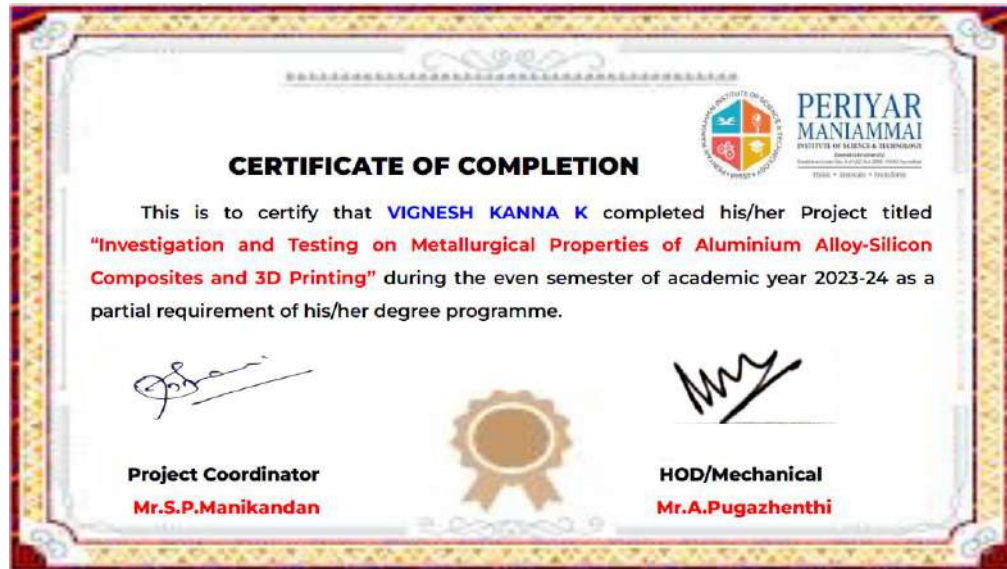 PERIYAR
MANIAMMAI
INSTITUTE OF SCIENCE & TECHNOLOGY
CERTIFICATE OF COMPLETION
This is to certify that VIGNESH KANNA K completed his/her Project titled
“Investigation and Testing on Metallurgical Properties of Aluminium Alloy-Silicon
Composites and 3D Printing” during the even semester of academic year 2023-24 as a
partial requirement of his/her degree programme.
Project Coordinator
HOD/Mechanical
Mr.S.P.Manikandan
Mr.A.Pugazhenthi